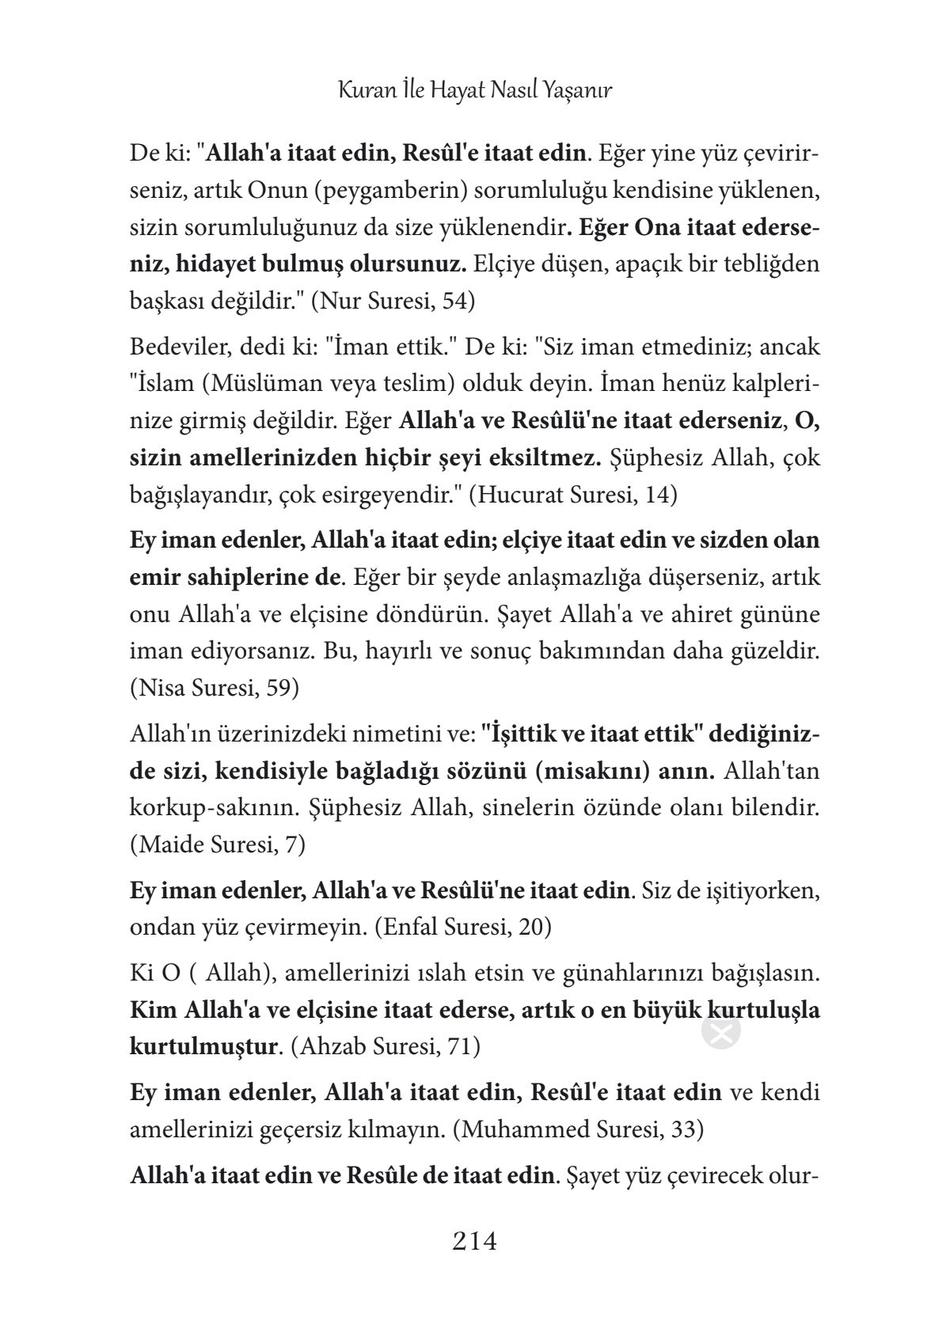 Kuran İle Hayat Nasıl Yaşanır
De ki: "Allah'a itaat edin, Resûl'e itaat edin. Eğer yine yüz çevirir-
seniz, artık Onun (peygamberin) sorumluluğu kendisine yüklenen,
sizin sorumluluğunuz da size yüklenendir. Eğer Ona itaat ederse-
niz, hidayet bulmuş olursunuz. Elçiye düşen, apaçık bir tebliğden
başkası değildir." (Nur Suresi, 54)
Bedeviler, dedi ki: "İman ettik." De ki: "Siz iman etmediniz; ancak
"İslam (Müslüman veya teslim) olduk deyin. İman henüz kalpleri-
nize girmiş değildir. Eğer Allah'a ve Resûlü'ne itaat ederseniz, O,
sizin amellerinizden hiçbir şeyi eksiltmez. Şüphesiz Allah, çok
bağışlayandır, çok esirgeyendir." (Hucurat Suresi, 14)
Ey iman edenler, Allah'a itaat edin; elçiye itaat edin ve sizden olan
emir sahiplerine de. Eğer bir şeyde anlaşmazlığa düşerseniz, artık
onu Allah'a ve elçisine döndürün. Şayet Allah'a ve ahiret gününe
iman ediyorsanız. Bu, hayırlı ve sonuç bakımından daha güzeldir.
(Nisa Suresi, 59)
Allah'ın üzerinizdeki nimetini ve: "İşittik ve itaat ettik" dediğiniz-
de sizi, kendisiyle bağladığı sözünü (misakını) anın. Allah'tan
korkup-sakının. Şüphesiz Allah, sinelerin özünde olanı bilendir.
(Maide Suresi, 7)
Ey iman edenler, Allah'a ve Resûlü'ne itaat edin. Siz de işitiyorken,
ondan yüz çevirmeyin. (Enfal Suresi, 20)
Ki O ( Allah), amellerinizi ıslah etsin ve günahlarınızı bağışlasın.
Kim Allah'a ve elçisine itaat ederse, artık o en büyük kurtuluşla
kurtulmuştur. (Ahzab Suresi, 71)
Ey iman edenler, Allah'a itaat edin, Resûl'e itaat edin ve kendi
amellerinizi geçersiz kılmayın. (Muhammed Suresi, 33)
Allah'a itaat edin ve Resûle de itaat edin. Şayet yüz çevirecek olur-
214